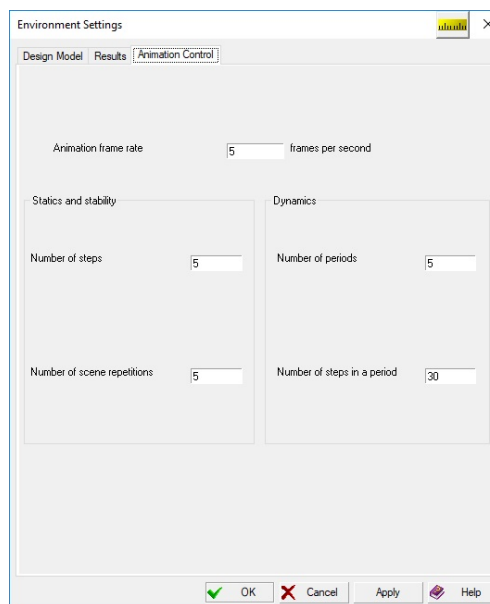 Environment Settings
Design Model Results Animation Control
Animation frame rate 5 frames per second
Statics and stability Dynamics
Number of steps 5 Number of periods 5
Number of scene repetitions 5 Number of steps in a period 30
OK Cancel Apply Help